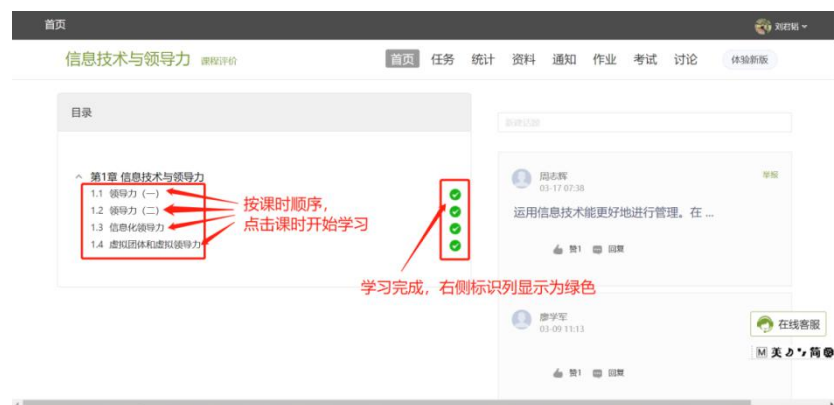 首页
信息技术与领导力 课程评价 首页 任务 统计 资料 通知 作业 考试 讨论 体验新版
目录
新建话题
第1章 信息技术与领导力
1.1 领导力（一）
1.2 领导力（二）
1.3 信息化领导力
1.4 虚拟团体和虚拟领导力
按课时顺序，
点击课时开始学习
学习完成，右侧标识列显示为绿色
周志辉 举报
03-17 07:38
运用信息技术能更好地进行管理。在 ...
赞1 回复
廖学军
03-09 11:13
赞1 回复
在线客服
M 美 简